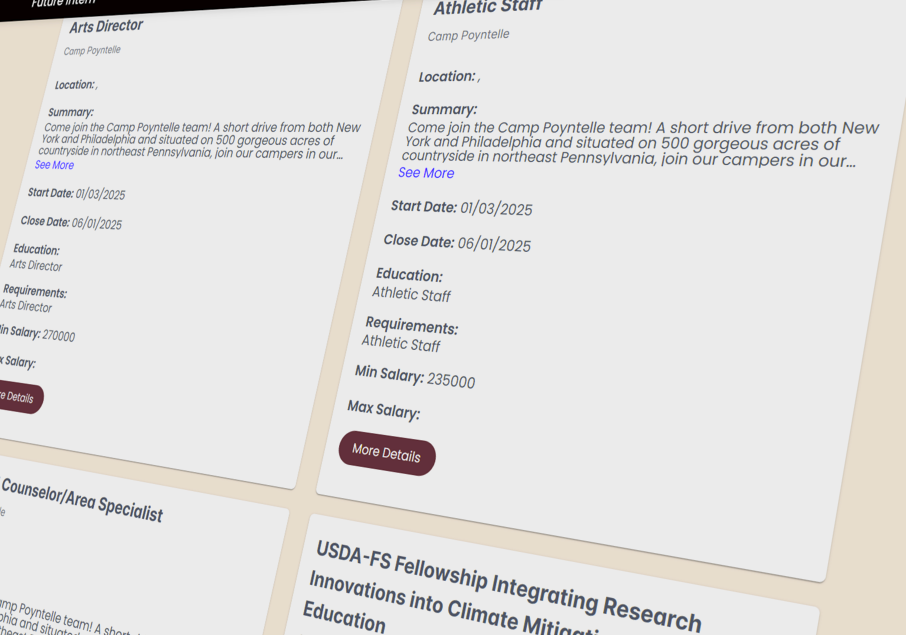 Future Intern
Arts Director
Camp Poyntelle
Location: ,
Summary:
Come join the Camp Poyntelle team! A short drive from both New
York and Philadelphia and situated on 500 gorgeous acres of
countryside in northeast Pennsylvania, join our campers in our...
See More
Start Date: 01/03/2025
Close Date: 06/01/2025
Education:
Arts Director
Requirements:
Arts Director
Min Salary: 270000
x Salary:
re Details
Athletic Staff
Camp Poyntelle
Location: ,
Summary:
Come join the Camp Poyntelle team! A short drive from both New
York and Philadelphia and situated on 500 gorgeous acres of
countryside in northeast Pennsylvania, join our campers in our...
See More
Start Date: 01/03/2025
Close Date: 06/01/2025
Education:
Athletic Staff
Requirements:
Athletic Staff
Min Salary: 235000
Max Salary:
More Details
Counselor/Area Specialist
amp Poyntelle team! A short
phia and situated
USDA-FS Fellowship Integrating Research
Innovations into Climate
Education